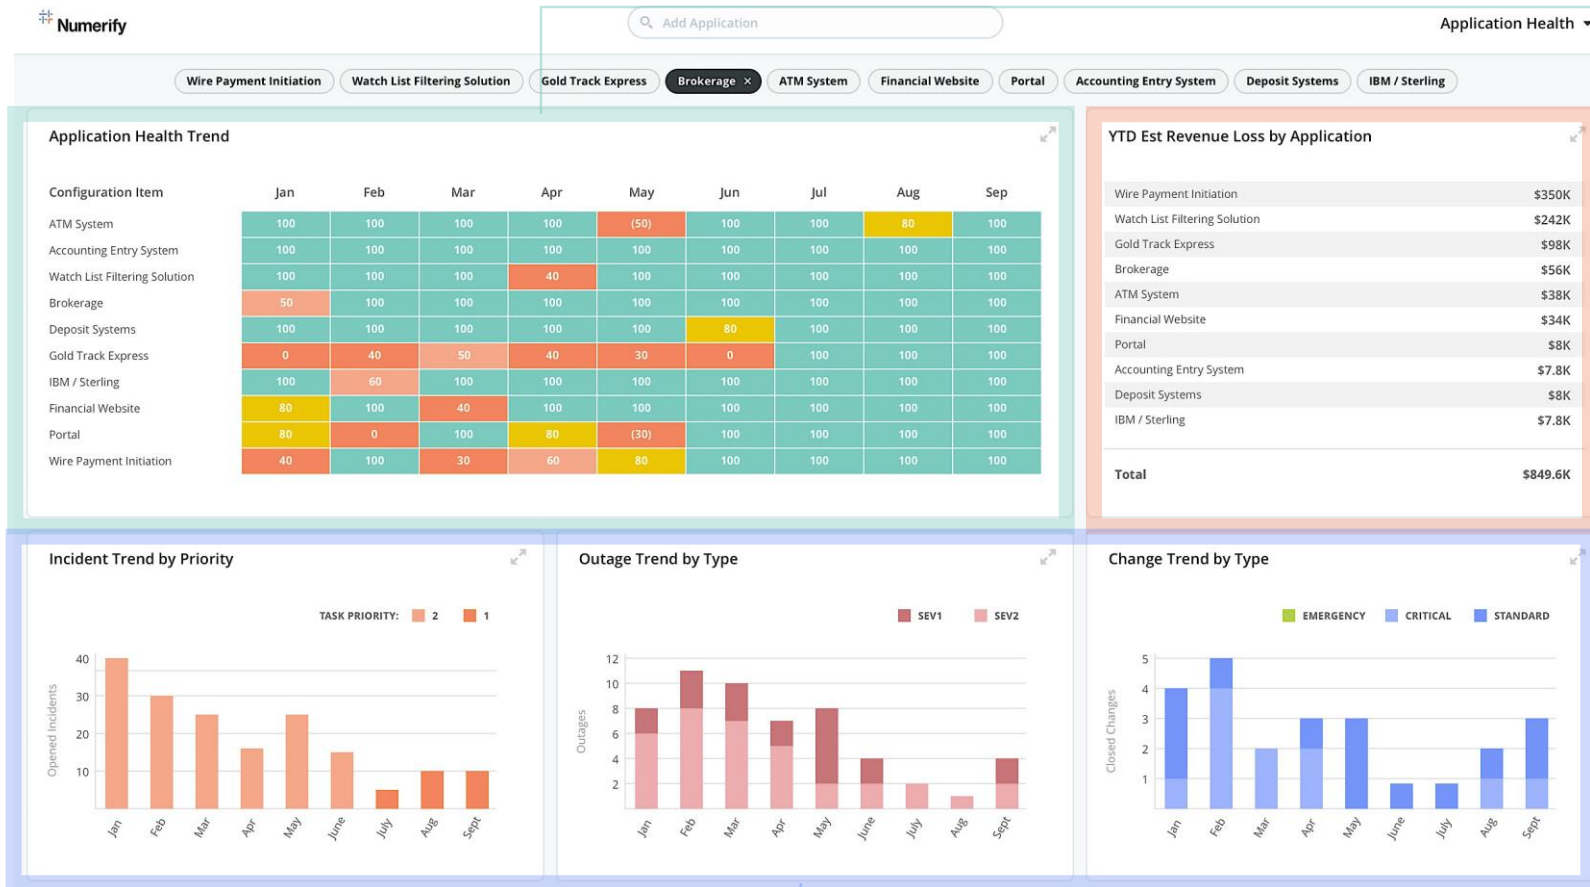 Numerify
Add Application
Application Health
Wire Payment Initiation Watch List Filtering Solution Gold Track Express Brokerage × ATM System Financial Website Portal Accounting Entry System Deposit Systems IBM / Sterling
Application Health Trend
Configuration Item Jan Feb Mar Apr May Jun Jul Aug Sep
ATM System 100 100 100 100 (50) 100 100 80 100
Accounting Entry System 100 100 100 100 100 100 100 100 100
Watch List Filtering Solution 100 100 100 40 100 100 100 100 100
Brokerage 50 100 100 100 100 100 100 100 100
Deposit Systems 100 100 100 100 100 80 100 100 100
Gold Track Express 0 40 50 40 30 0 100 100 100
IBM / Sterling 100 60 100 100 100 100 100 100 100
Financial Website 80 100 40 100 100 100 100 100 100
Portal 80 0 100 80 (30) 100 100 100 100
Wire Payment Initiation 40 100 30 60 80 100 100 100 100
YTD Est Revenue Loss by Application
Wire Payment Initiation $350K
Watch List Filtering Solution $242K
Gold Track Express $98K
Brokerage $56K
ATM System $38K
Financial Website $34K
Portal $8K
Accounting Entry System $7.8K
Deposit Systems $8K
IBM / Sterling $7.8K
Total $849.6K
Incident Trend by Priority
TASK PRIORITY: 2 1
Opened Incidents
40
30
20
10
Jan Feb Mar Apr May June July Aug Sept
Outage Trend by Type
SEV1 SEV2
Outages
12
10
8
6
4
2
Jan Feb Mar Apr May June July Aug Sept
Change Trend by Type
EMERGENCY CRITICAL STANDARD
Closed Changes
5
4
3
2
1
Jan Feb Mar Apr May June July Aug Sept